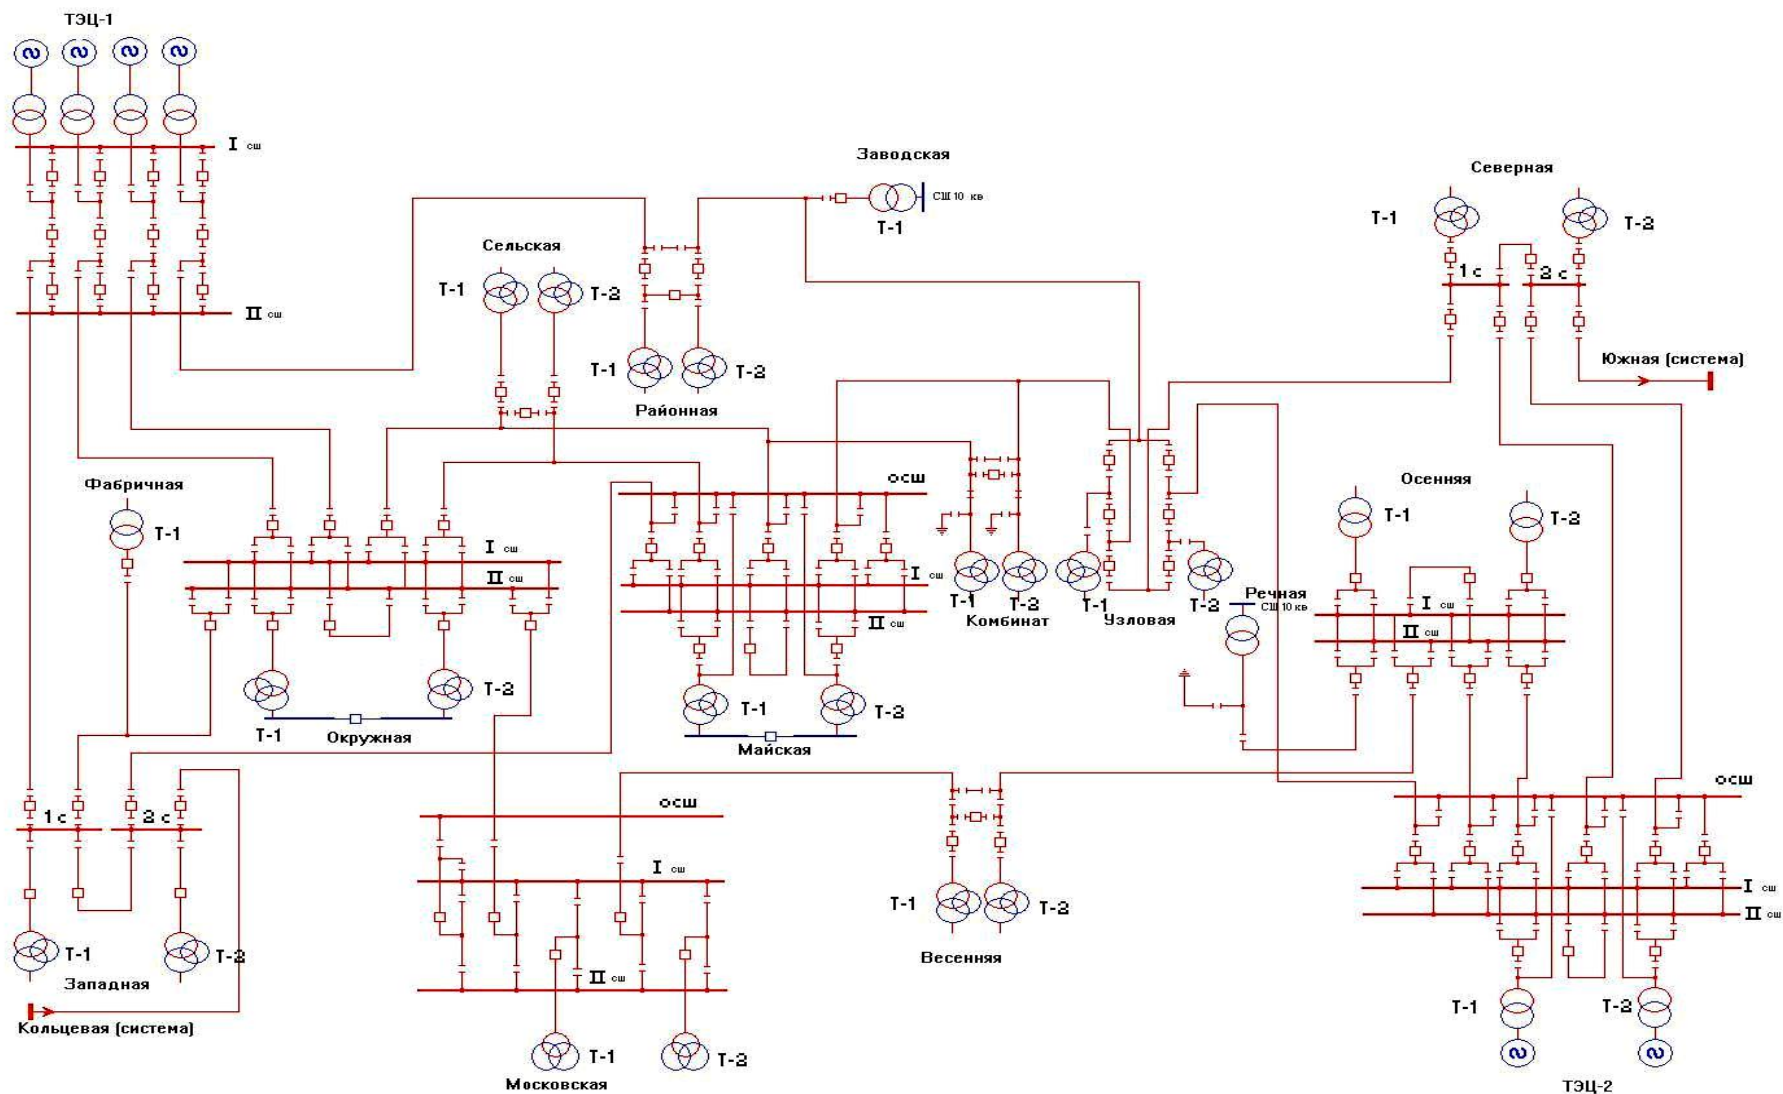 ТЭЦ-1
I сш
II сш
Заводская
СШ 10 кв
Т-1
Северная
Т-1
Т-2
1 с
2 с
Южная (система)
Сельская
Т-1
Т-2
Т-1
Т-2
Районная
Фабричная
Т-1
I сш
II сш
Т-1
Т-2
Окружная
ОСШ
I сш
II сш
Т-1
Т-2
Майская
Т-1
Т-2
Комбинат
Т-1
Т-2
Узловая
Речная
СШ 10 кв
Осенняя
Т-1
Т-2
I сш
II сш
1 с
2 с
Т-1
Т-2
Западная
Кольцевая (система)
ОСШ
I сш
II сш
Т-1
Т-2
Московская
Т-1
Т-2
Весенняя
ОСШ
I сш
II сш
Т-1
Т-2
ТЭЦ-2